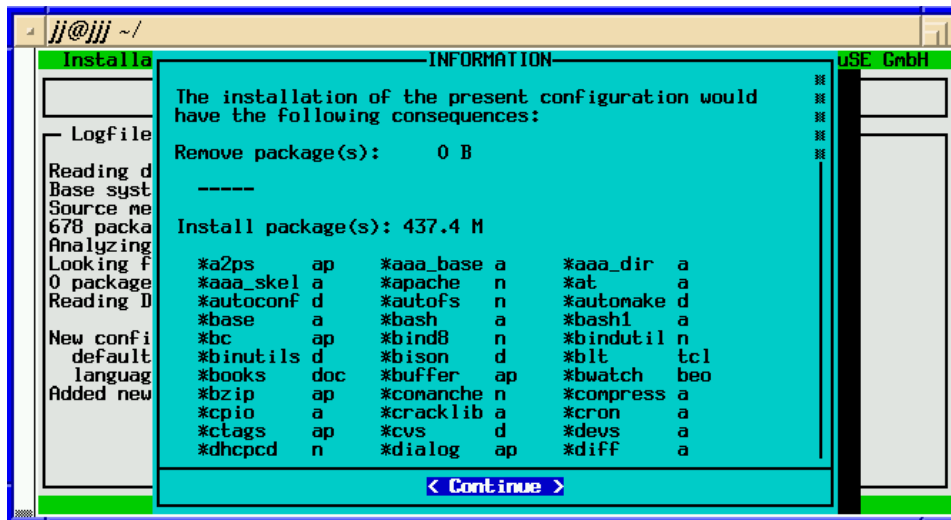 jj@jjj ~/
Installa
uSE GmbH
INFORMATION
The installation of the present configuration would
have the following consequences:
Remove package(s): 0 B
-----
Install package(s): 437.4 M
*a2ps ap *aaa_base a *aaa_dir a
*aaa_skel a *apache n *at a
*autoconf d *autofs n *automake d
*base a *bash a *bash1 a
*bc ap *bind8 n *bindutil n
*binutils d *bison d *blt tcl
*books doc *buffer ap *bwatch beo
*bzip ap *comanche n *compress a
*cpio a *cracklib a *cron a
*ctags ap *cvs d *devs a
*dhcpcd n *dialog ap *diff a
< Continue >
Logfile
Reading d
Base syst
Source me
678 packa
Analyzing
Looking f
0 package
Reading D
New confi
default
languag
Added new